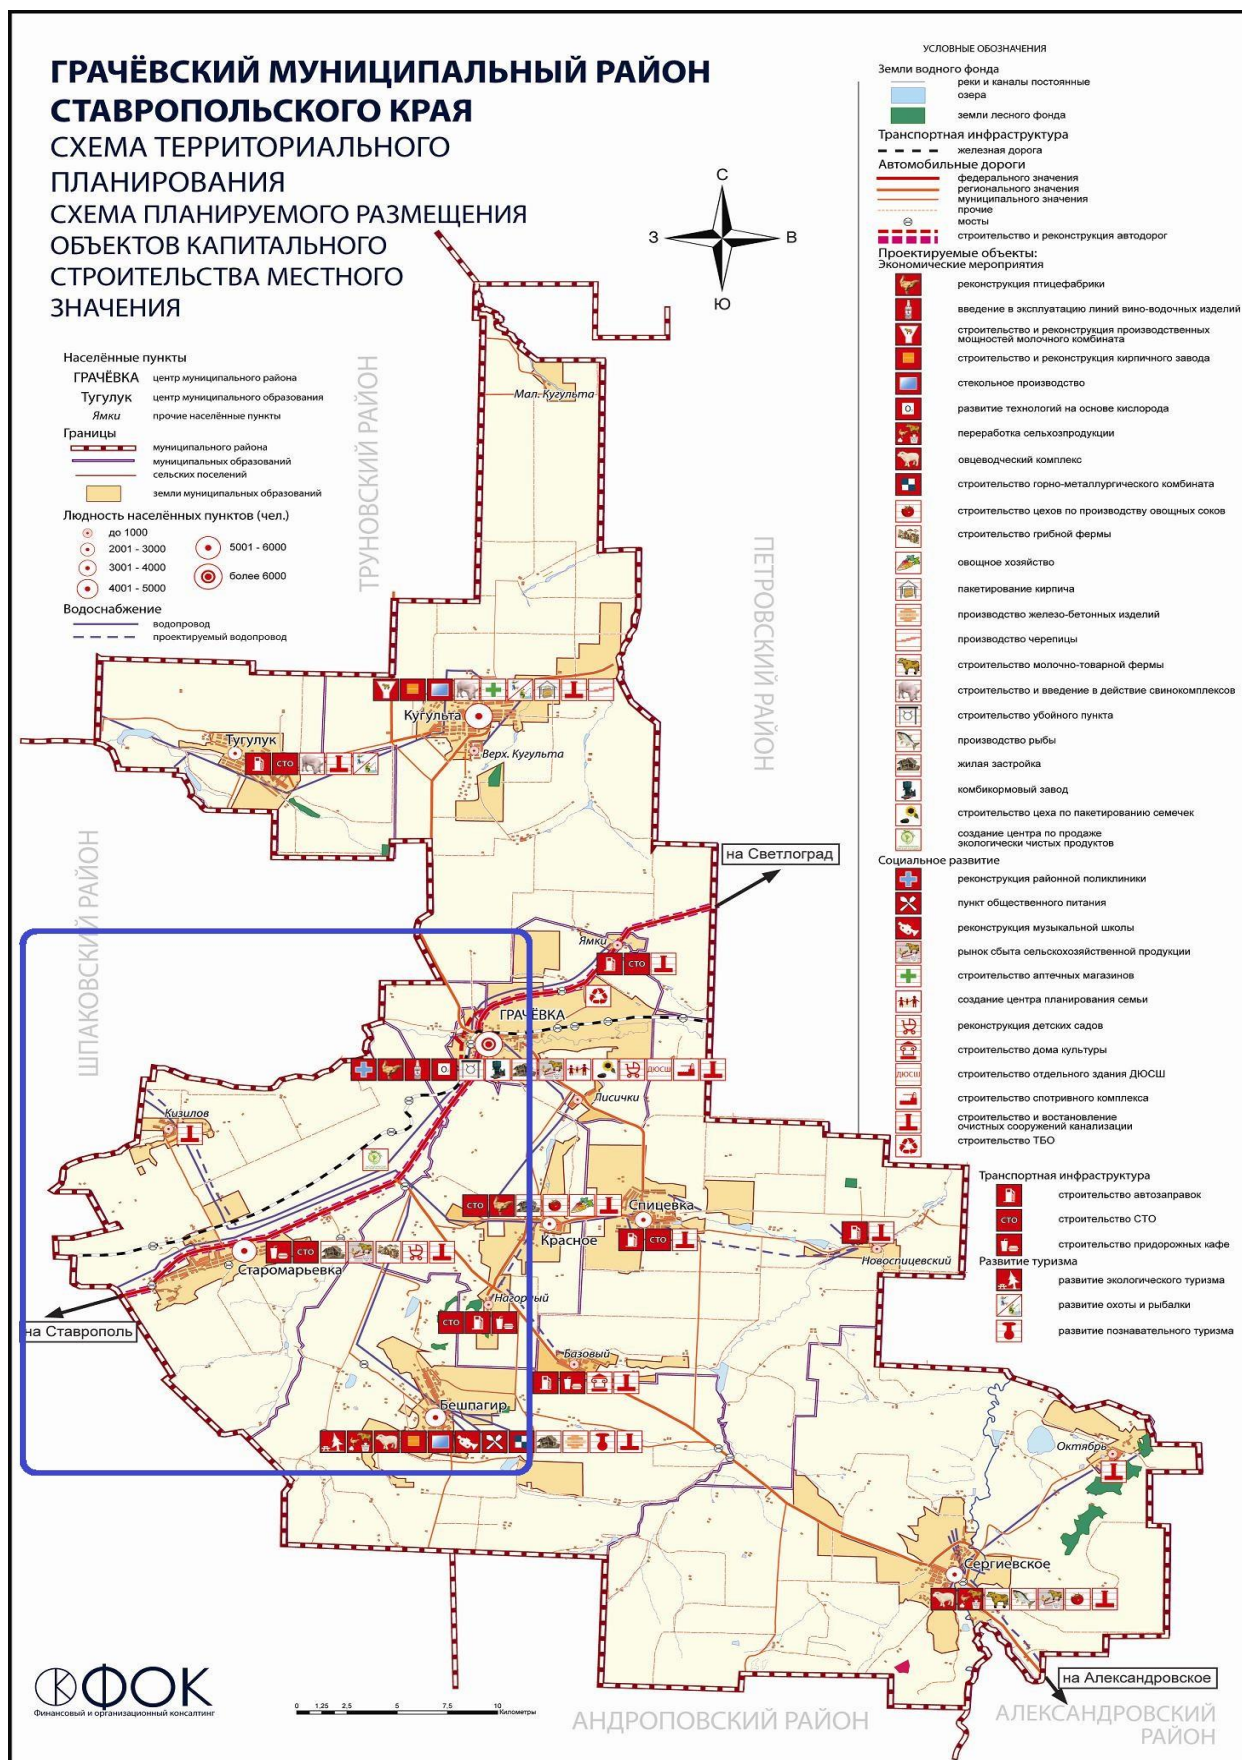 ГРАЧЁВСКИЙ МУНИЦИПАЛЬНЫЙ РАЙОН
СТАВРОПОЛЬСКОГО КРАЯ
СХЕМА ТЕРРИТОРИАЛЬНОГО
ПЛАНИРОВАНИЯ
СХЕМА ПЛАНИРУЕМОГО РАЗМЕЩЕНИЯ
ОБЪЕКТОВ КАПИТАЛЬНОГО
СТРОИТЕЛЬСТВА МЕСТНОГО
ЗНАЧЕНИЯ
С
З
В
Ю
Населённые пункты
ГРАЧЁВКА центр муниципального района
Тугулук центр муниципального образования
Ямки прочие населённые пункты
Границы
муниципального района
муниципальных образований
сельских поселений
земли муниципальных образований
Людность населённых пунктов (чел.)
до 1000
2001 - 3000
3001 - 4000
4001 - 5000
5001 - 6000
более 6000
Водоснабжение
водопровод
проектируемый водопровод
ТРУНОВСКИЙ РАЙОН
ПЕТРОВСКИЙ РАЙОН
ШПАКОВСКИЙ РАЙОН
Мал. Кугульта
Кугульта
Тугулук
Верх. Кугульта
СТО
на Светлоград
Ямки
СТО
ГРАЧЁВКА
О₂
ДЮСШ
Лисички
Кизилов
СТО
Спицевка
Красное
СТО
Новоспицевский
СТО
Старомарьевка
Нагорный
СТО
на Ставрополь
Базовый
Бешпагир
Октябрь
Сергиевское
на Александровское
АНДРОПОВСКИЙ РАЙОН
АЛЕКСАНДРОВСКИЙ
РАЙОН
ФОК
Финансовый и организационный консалтинг
0 1,25 2,5 5 7,5 10
Километры
УСЛОВНЫЕ ОБОЗНАЧЕНИЯ
Земли водного фонда
реки и каналы постоянные
озера
земли лесного фонда
Транспортная инфраструктура
железная дорога
Автомобильные дороги
федерального значения
регионального значения
муниципального значения
прочие
мосты
строительство и реконструкция автодорог
Проектируемые объекты:
Экономические мероприятия
реконструкция птицефабрики
введение в эксплуатацию линий вино-водочных изделий
строительство и реконструкция производственных
мощностей молочного комбината
строительство и реконструкция кирпичного завода
стекольное производство
развитие технологий на основе кислорода
переработка сельхозпродукции
овцеводческий комплекс
строительство горно-металлургического комбината
строительство цехов по производству овощных соков
строительство грибной фермы
овощное хозяйство
пакетирование кирпича
производство железо-бетонных изделий
производство черепицы
строительство молочно-товарной фермы
строительство и введение в действие свинокомплексов
строительство убойного пункта
производство рыбы
жилая застройка
комбикормовый завод
строительство цеха по пакетированию семечек
создание центра по продаже
экологически чистых продуктов
Социальное развитие
реконструкция районной поликлиники
пункт общественного питания
реконструкция музыкальной школы
рынок сбыта сельскохозяйственной продукции
строительство аптечных магазинов
создание центра планирования семьи
реконструкция детских садов
строительство дома культуры
ДЮСШ строительство отдельного здания ДЮСШ
строительство спотривного комплекса
строительство и востановление
очистных сооружений канализации
строительство ТБО
Транспортная инфраструктура
строительство автозаправок
СТО строительство СТО
строительство придорожных кафе
Развитие туризма
развитие экологического туризма
развитие охоты и рыбалки
развитие познавательного туризма